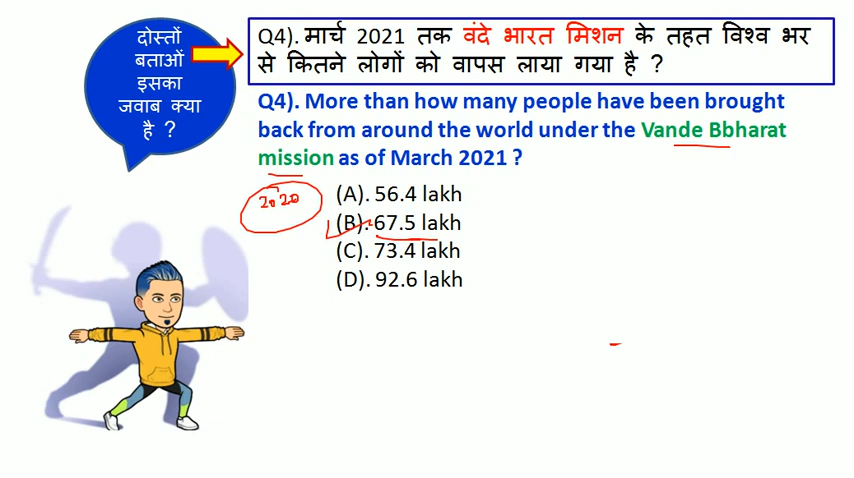 दोस्तों
बताओं
इसका
जवाब क्या
है ?
Q4). मार्च 2021 तक वंदे भारत मिशन के तहत विश्व भर
से कितने लोगों को वापस लाया गया है ?
Q4). More than how many people have been brought
back from around the world under the Vande Bbharat
mission as of March 2021 ?
2020
(A). 56.4 lakh
(B). 67.5 lakh
(C). 73.4 lakh
(D). 92.6 lakh